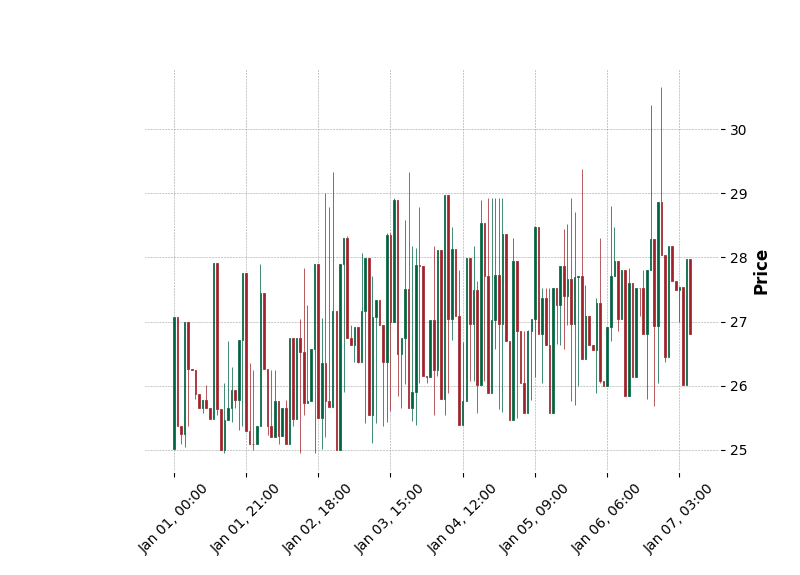 30
29
28
27
26
25
Price
Jan 01, 00:00
Jan 01, 21:00
Jan 02, 18:00
Jan 03, 15:00
Jan 04, 12:00
Jan 05, 09:00
Jan 06, 06:00
Jan 07, 03:00